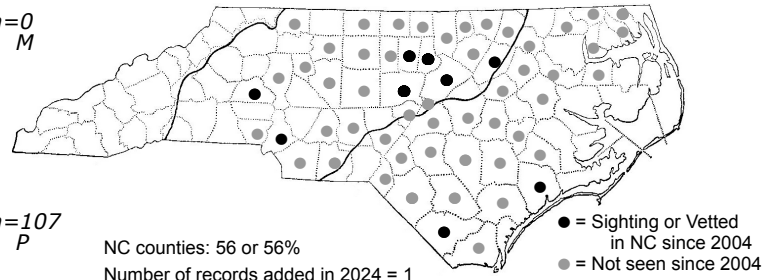 n=0
M
n=107
P
NC counties: 56 or 56%
Number of records added in 2024 = 1
● = Sighting or Vetted
in NC since 2004
● = Not seen since 2004